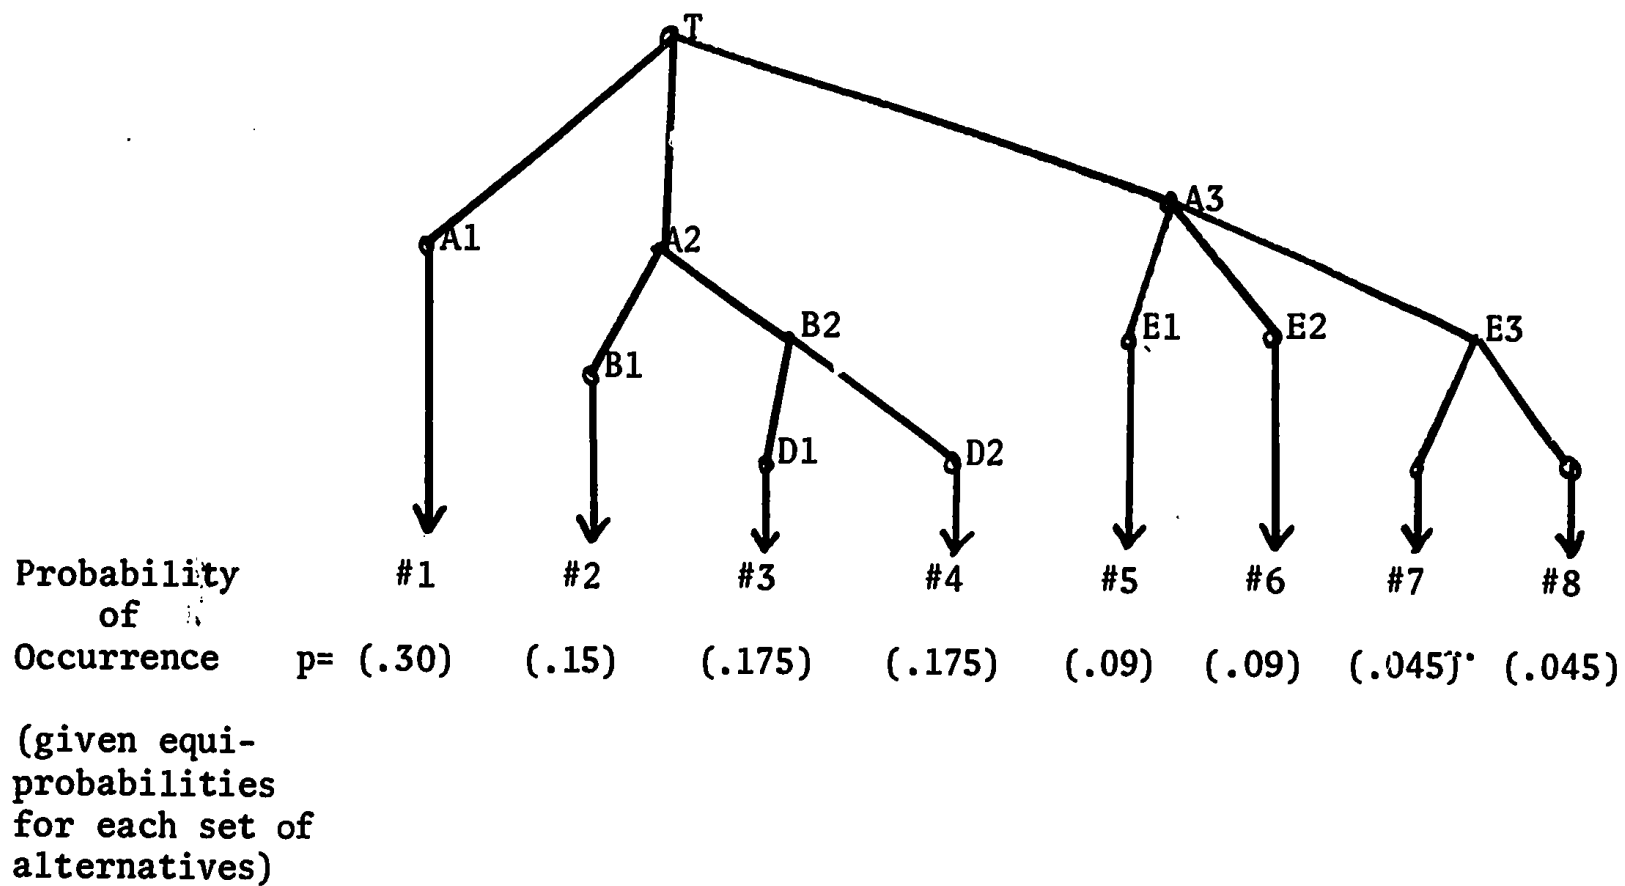 T
A3
A1
A2
B2
E1
E2
E3
B1
D1
D2
Probability #1 #2 #3 #4 #5 #6 #7 #8
of
Occurrence p= (.30) (.15) (.175) (.175) (.09) (.09) (.045) (.045)
(given equi-
probabilities
for each set of
alternatives)